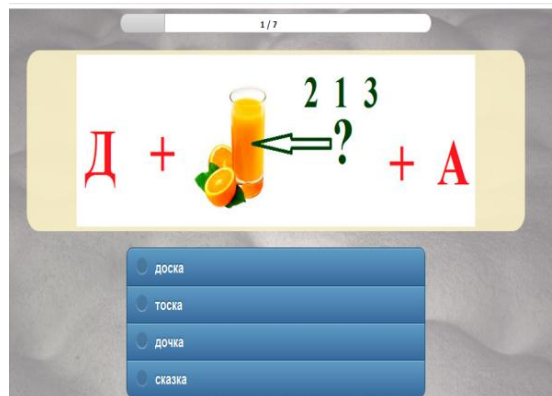 1 / 7
2 1 3
Д + ? + А
доска
тоска
дочка
сказка